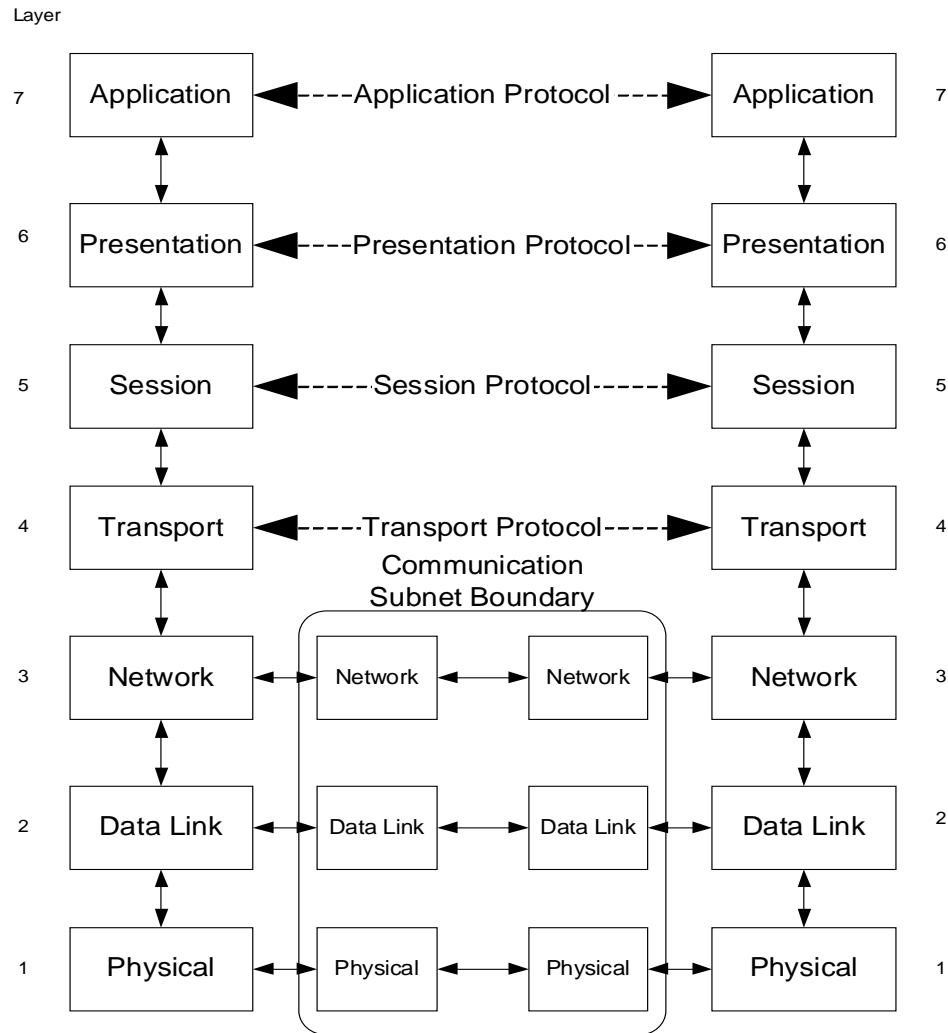 Layer
7 Application Application Protocol Application 7
6 Presentation Presentation Protocol Presentation 6
5 Session Session Protocol Session 5
4 Transport Transport Protocol Transport 4
Communication
Subnet Boundary
3 Network Network Network Network 3
2 Data Link Data Link Data Link Data Link 2
1 Physical Physical Physical Physical 1